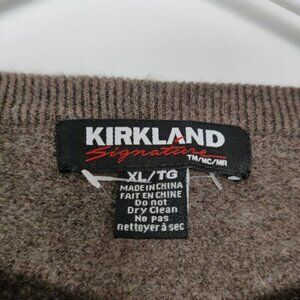 KIRKLAND
Signature
TM/MC/MR
XL/TG
MADE IN CHINA
FAIT EN CHINE
Do not
Dry Clean
Ne pas
nettoyer à sec